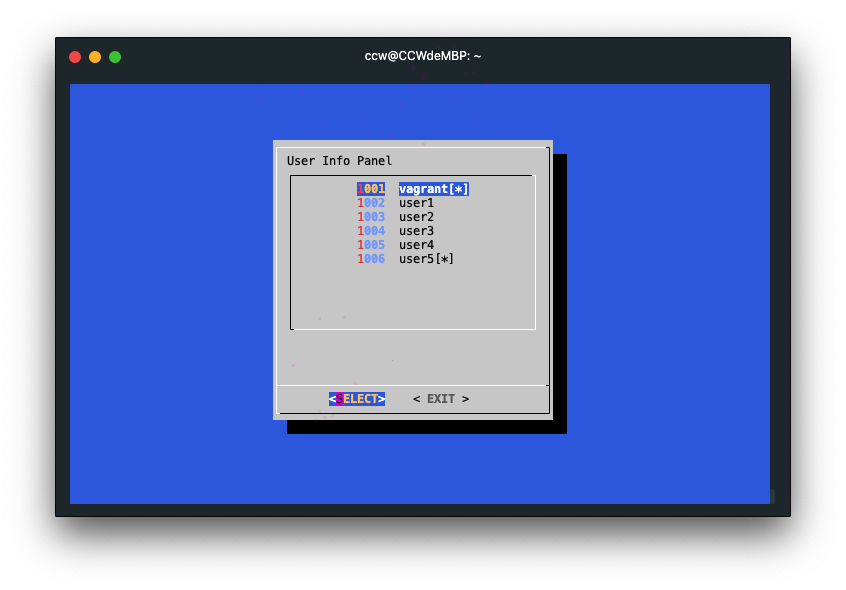 ccw@CCWdeMBP: ~
User Info Panel
1001 vagrant[*]
1002 user1
1003 user2
1004 user3
1005 user4
1006 user5[*]
<SELECT> < EXIT >